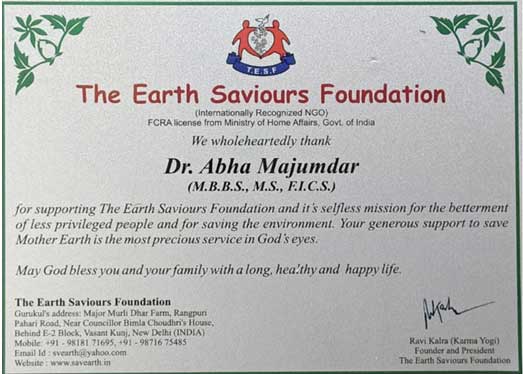 T.E.S.F
The Earth Saviours Foundation
(Internationally Recognized NGO)
FCRA license from Ministry of Home Affairs, Govt. of India
We wholeheartedly thank
Dr. Abha Majumdar
(M.B.B.S., M.S., F.I.C.S.)
for supporting The Earth Saviours Foundation and it's selfless mission for the betterment
of less privileged people and for saving the environment. Your generous support to save
Mother Earth is the most precious service in God's eyes.
May God bless you and your family with a long, healthy and happy life.
The Earth Saviours Foundation
Gurukul's address: Major Murli Dhar Farm, Rangpuri
Pahari Road, Near Councillor Bimla Choudhri's House,
Behind E-2 Block, Vasant Kunj, New Delhi (INDIA)
Mobile: +91 - 98181 71695, +91 - 98716 75485
Email Id : svearth@yahoo.com
Website : www.savearth.in
Ravi Kalra (Karma Yogi)
Founder and President
The Earth Saviours Foundation